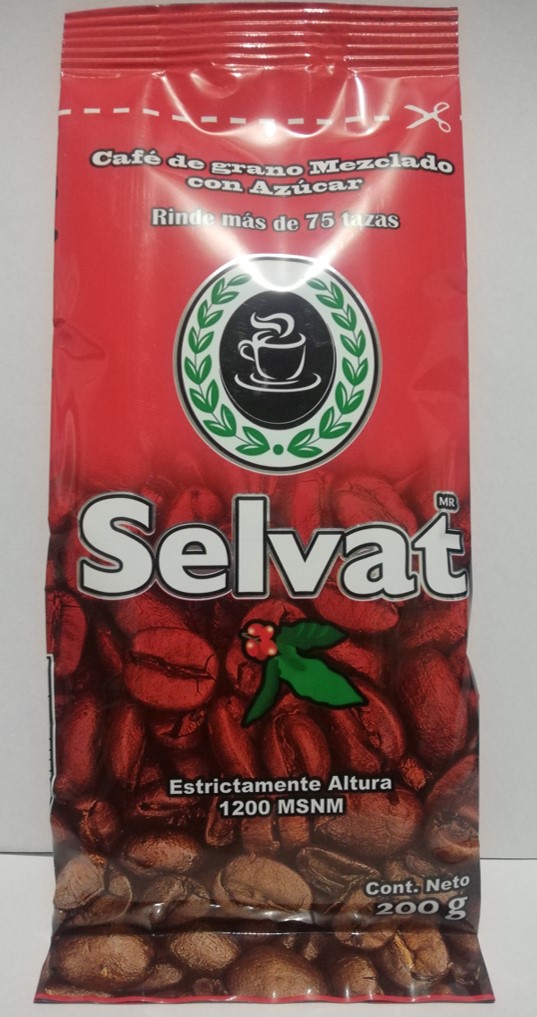 Café de grano Mezclado
con Azúcar
Rinde más de 75 tazas
Selvat MR
Estrictamente Altura
1200 MSNM
Cont. Neto
200 g